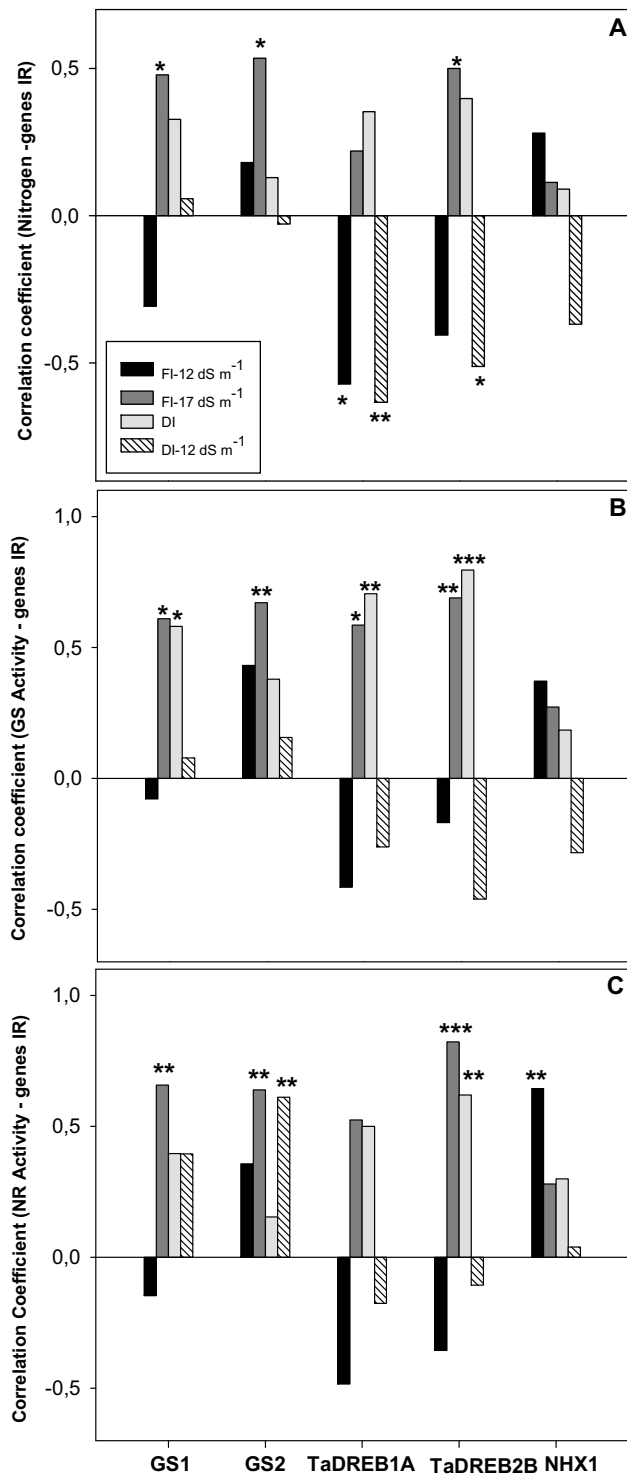 A
Correlation coefficient (Nitrogen -genes IR)
0,5
0,0
-0,5
* * *
* ** *
FI-12 dS m⁻¹
FI-17 dS m⁻¹
DI
DI-12 dS m⁻¹
B
Correlation coefficient (GS Activity - genes IR)
1,0
0,5
0,0
-0,5
* * ** * ** ** ***
C
Correlation Coefficient (NR Activity - genes IR)
1,0
0,5
0,0
-0,5
** ** ** *** ** **
GS1 GS2 TaDREB1A TaDREB2B NHX1